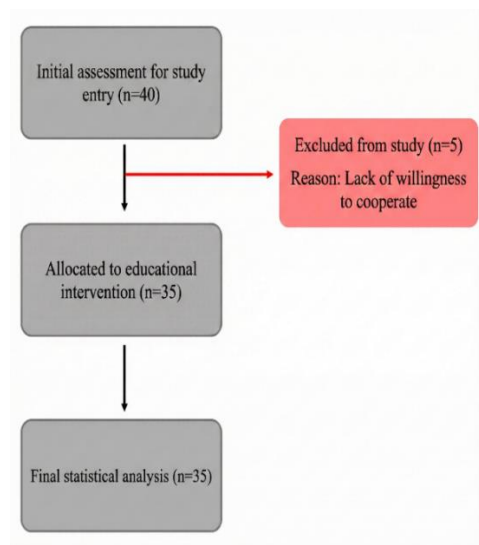 Initial assessment for study
entry (n=40)
Excluded from study (n=5)
Reason: Lack of willingness
to cooperate
Allocated to educational
intervention (n=35)
Final statistical analysis (n=35)